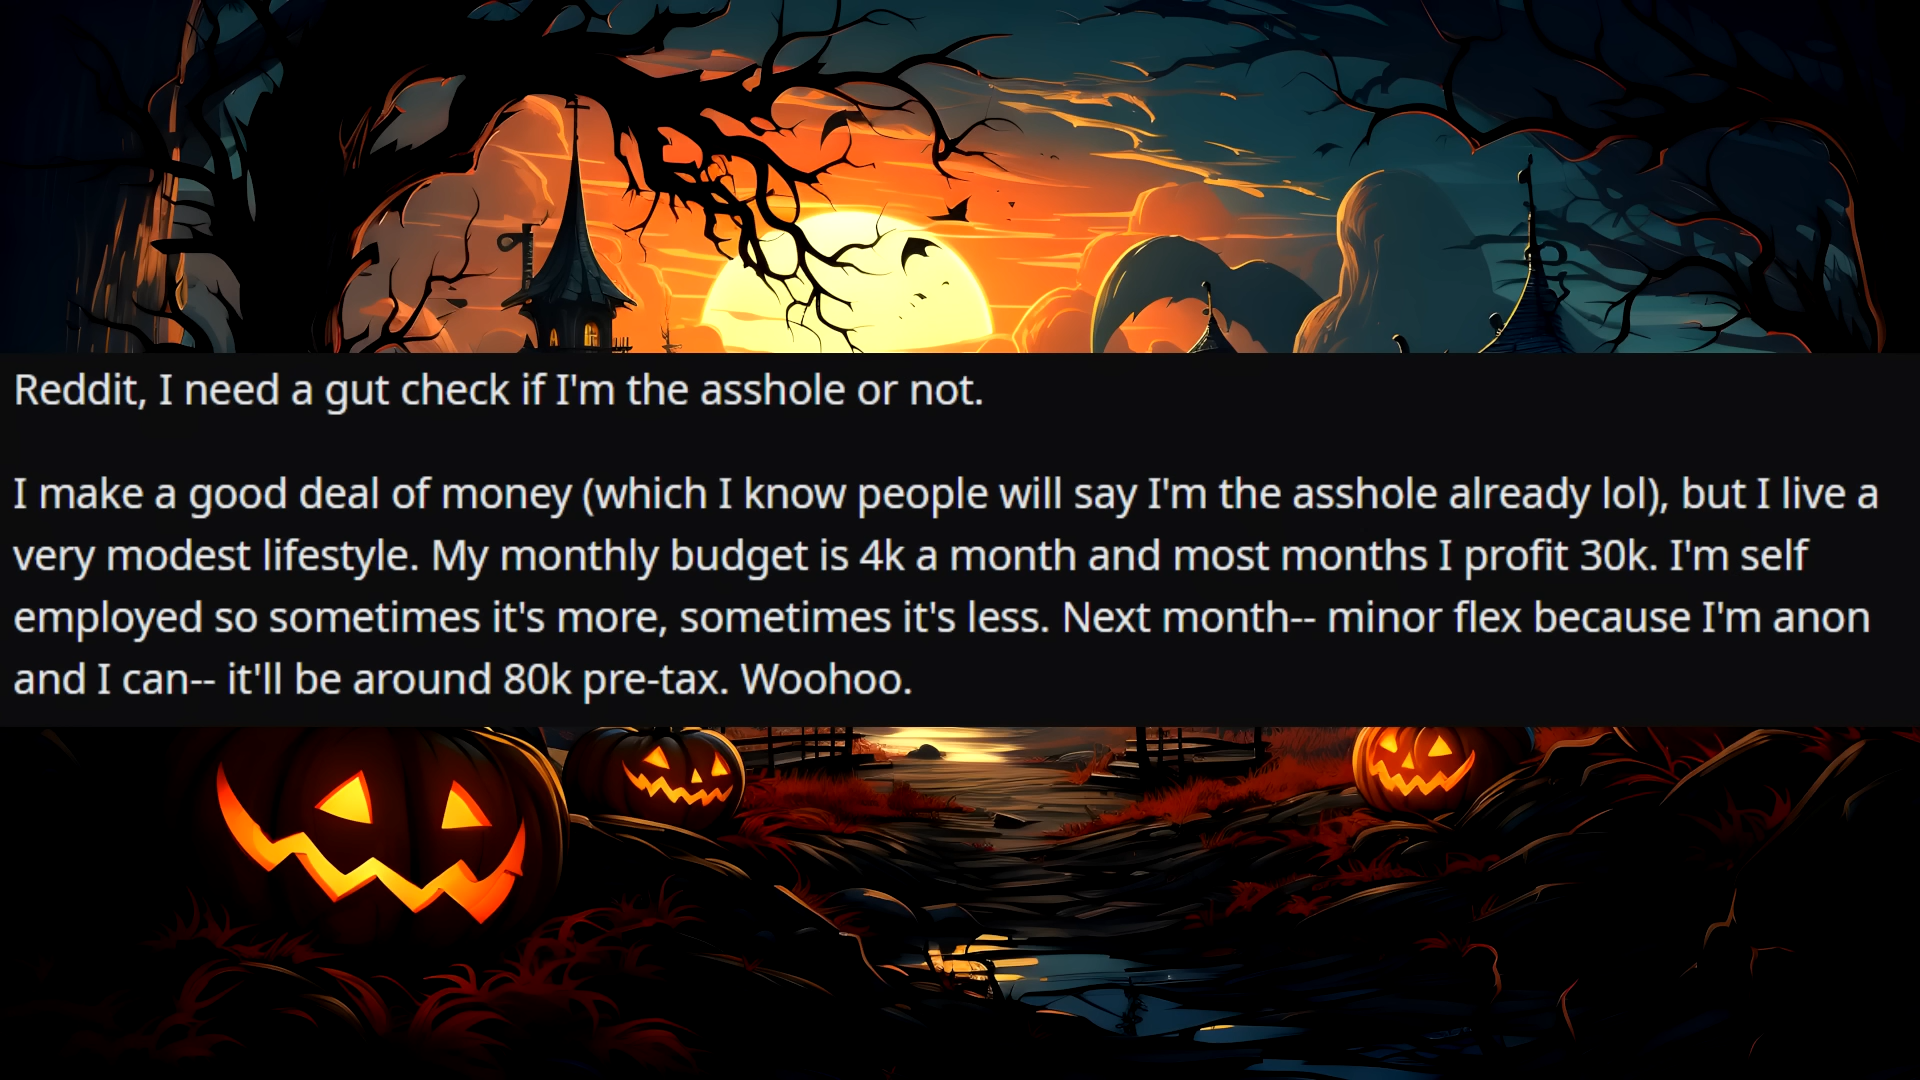 Reddit, I need a gut check if I'm the asshole or not.
I make a good deal of money (which I know people will say I'm the asshole already lol), but I live a
very modest lifestyle. My monthly budget is 4k a month and most months I profit 30k. I'm self
employed so sometimes it's more, sometimes it's less. Next month-- minor flex because I'm anon
and I can-- it'll be around 80k pre-tax. Woohoo.